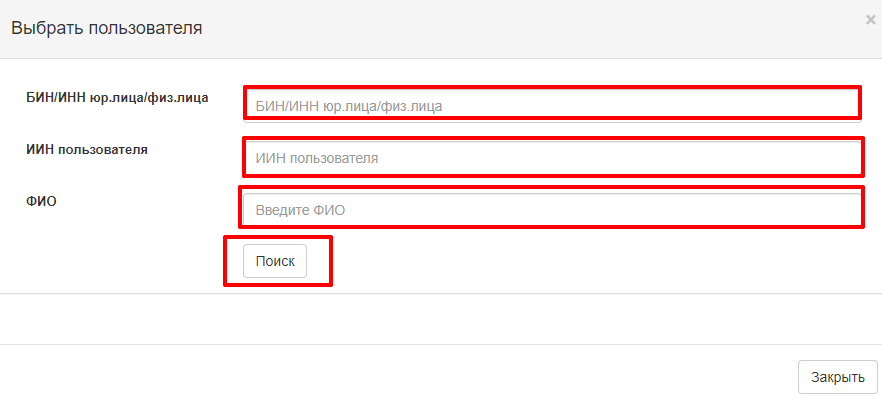 Выбрать пользователя
×
БИН/ИНН юр.лица/физ.лица
БИН/ИНН юр.лица/физ.лица
ИИН пользователя
ИИН пользователя
ФИО
Введите ФИО
Поиск
Закрыть